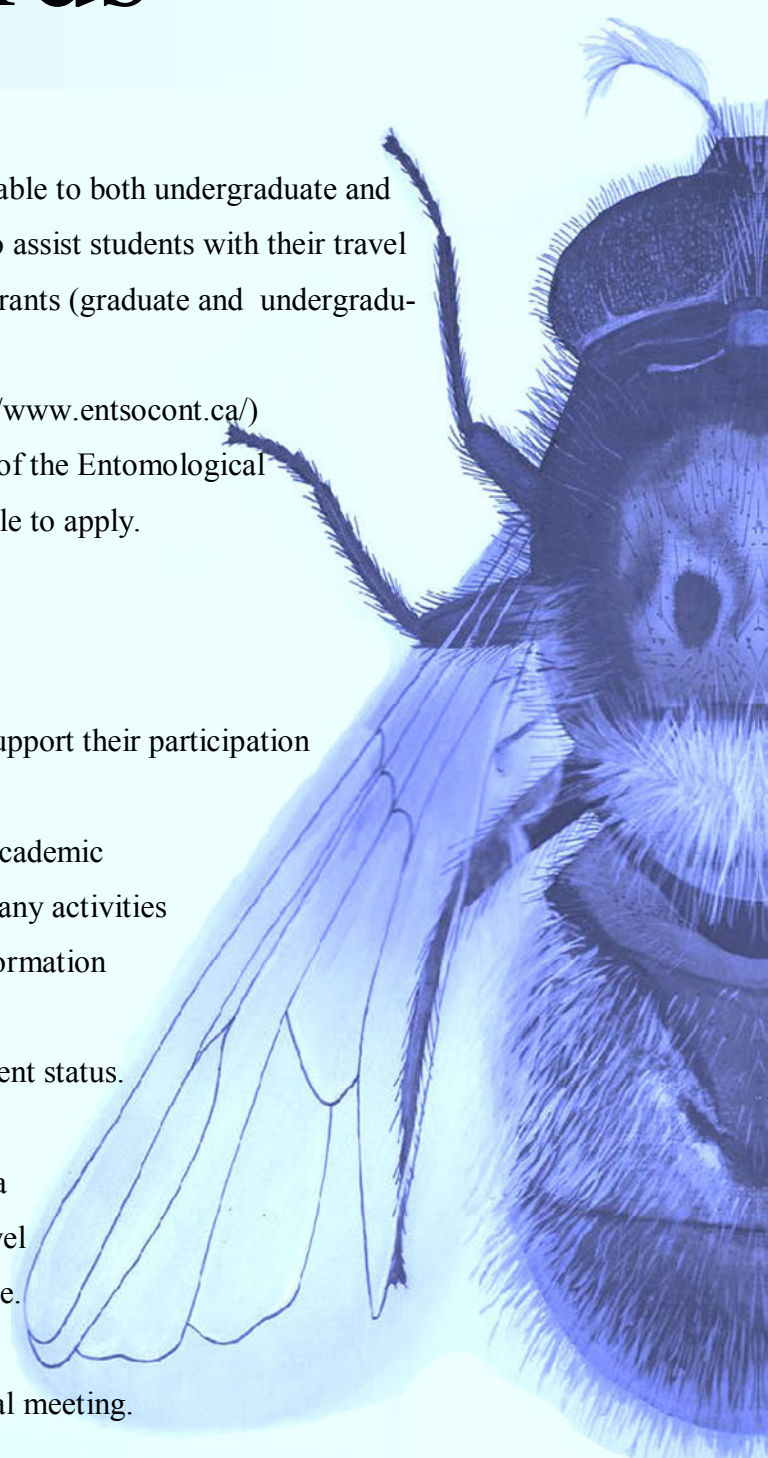 able to both undergraduate and
assist students with their travel
rants (graduate and undergradu-
/www.entsocont.ca/)
of the Entomological
le to apply.
upport their participation
cademic
any activities
ormation
ent status.
a
vel
e.
al meeting.